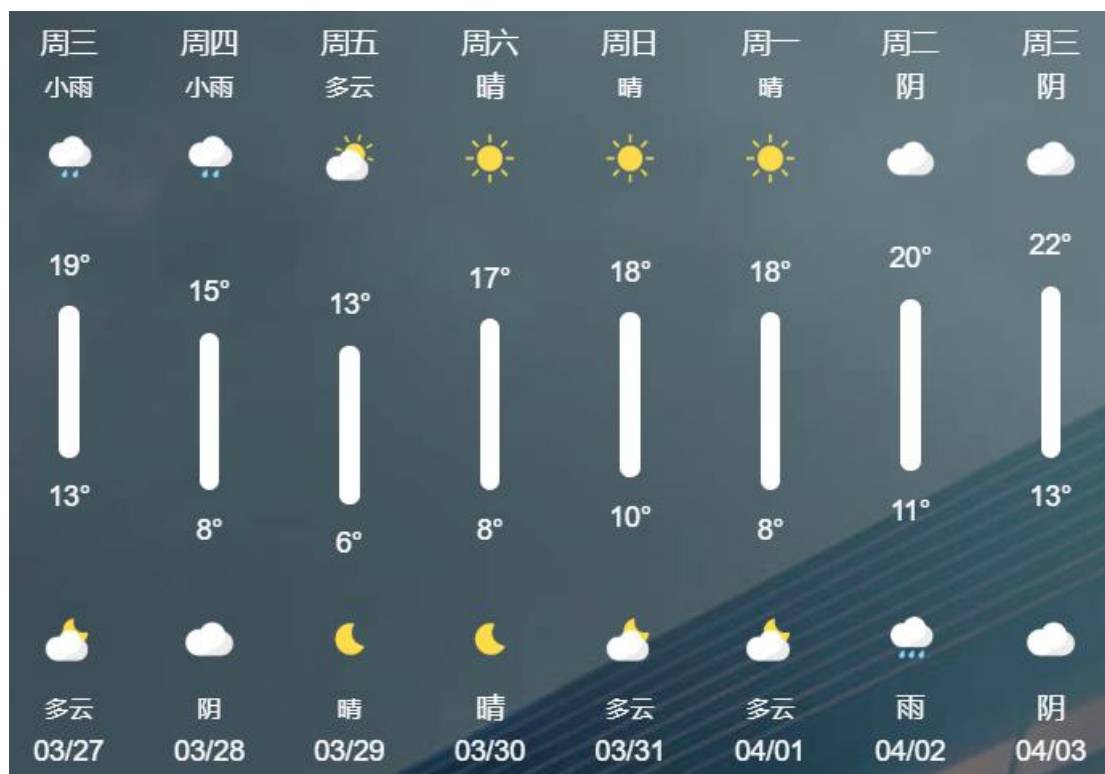 周三 周四 周五 周六 周日 周一 周二 周三
小雨 小雨 多云 晴 晴 晴 阴 阴
19° 15° 13° 17° 18° 18° 20° 22°
13° 8° 6° 8° 10° 8° 11° 13°
多云 阴 晴 晴 多云 多云 雨 阴
03/27 03/28 03/29 03/30 03/31 04/01 04/02 04/03